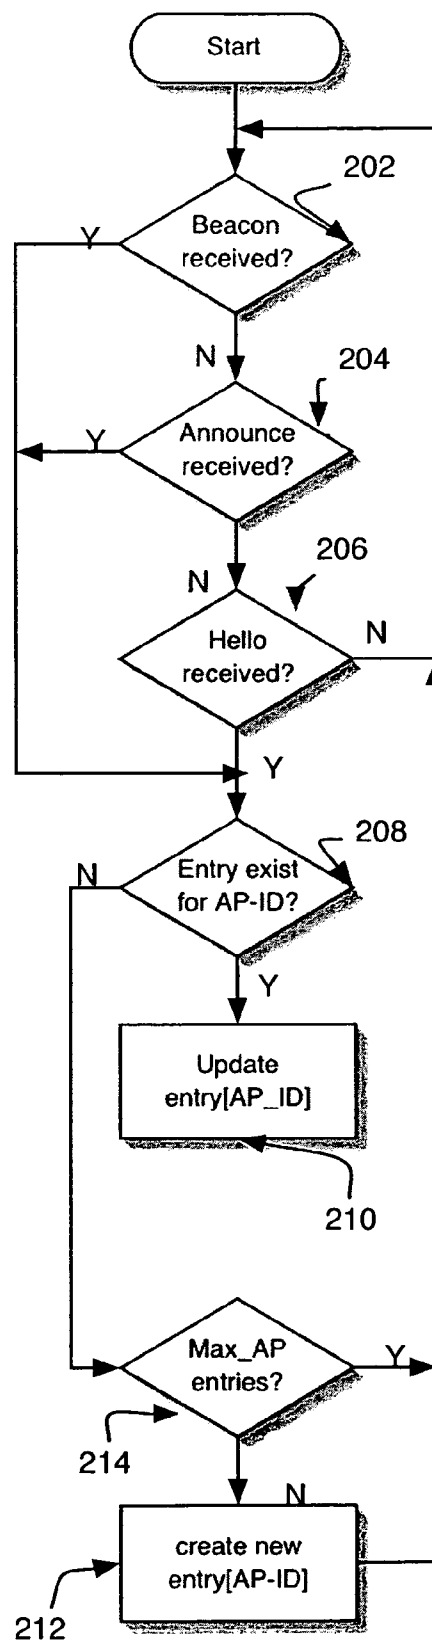 Start
202
Beacon
received?
Y
N
204
Announce
received?
Y
206
N
Hello
received?
N
Y
208
Entry exist
for AP-ID?
N
Y
Update
entry[AP_ID]
210
Max_AP
entries?
Y
214
N
create new
entry[AP-ID]
212